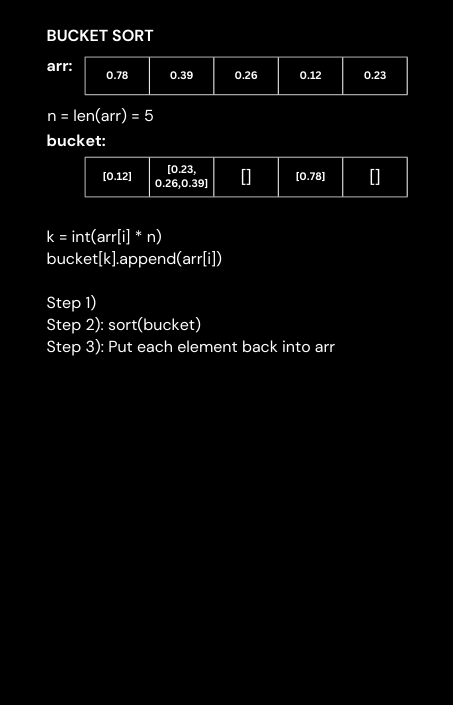 BUCKET SORT
arr: 0.78 0.39 0.26 0.12 0.23
n = len(arr) = 5
bucket:
[0.12] [0.23, 0.26,0.39] [] [0.78] []
k = int(arr[i] * n)
bucket[k].append(arr[i])
Step 1)
Step 2): sort(bucket)
Step 3): Put each element back into arr